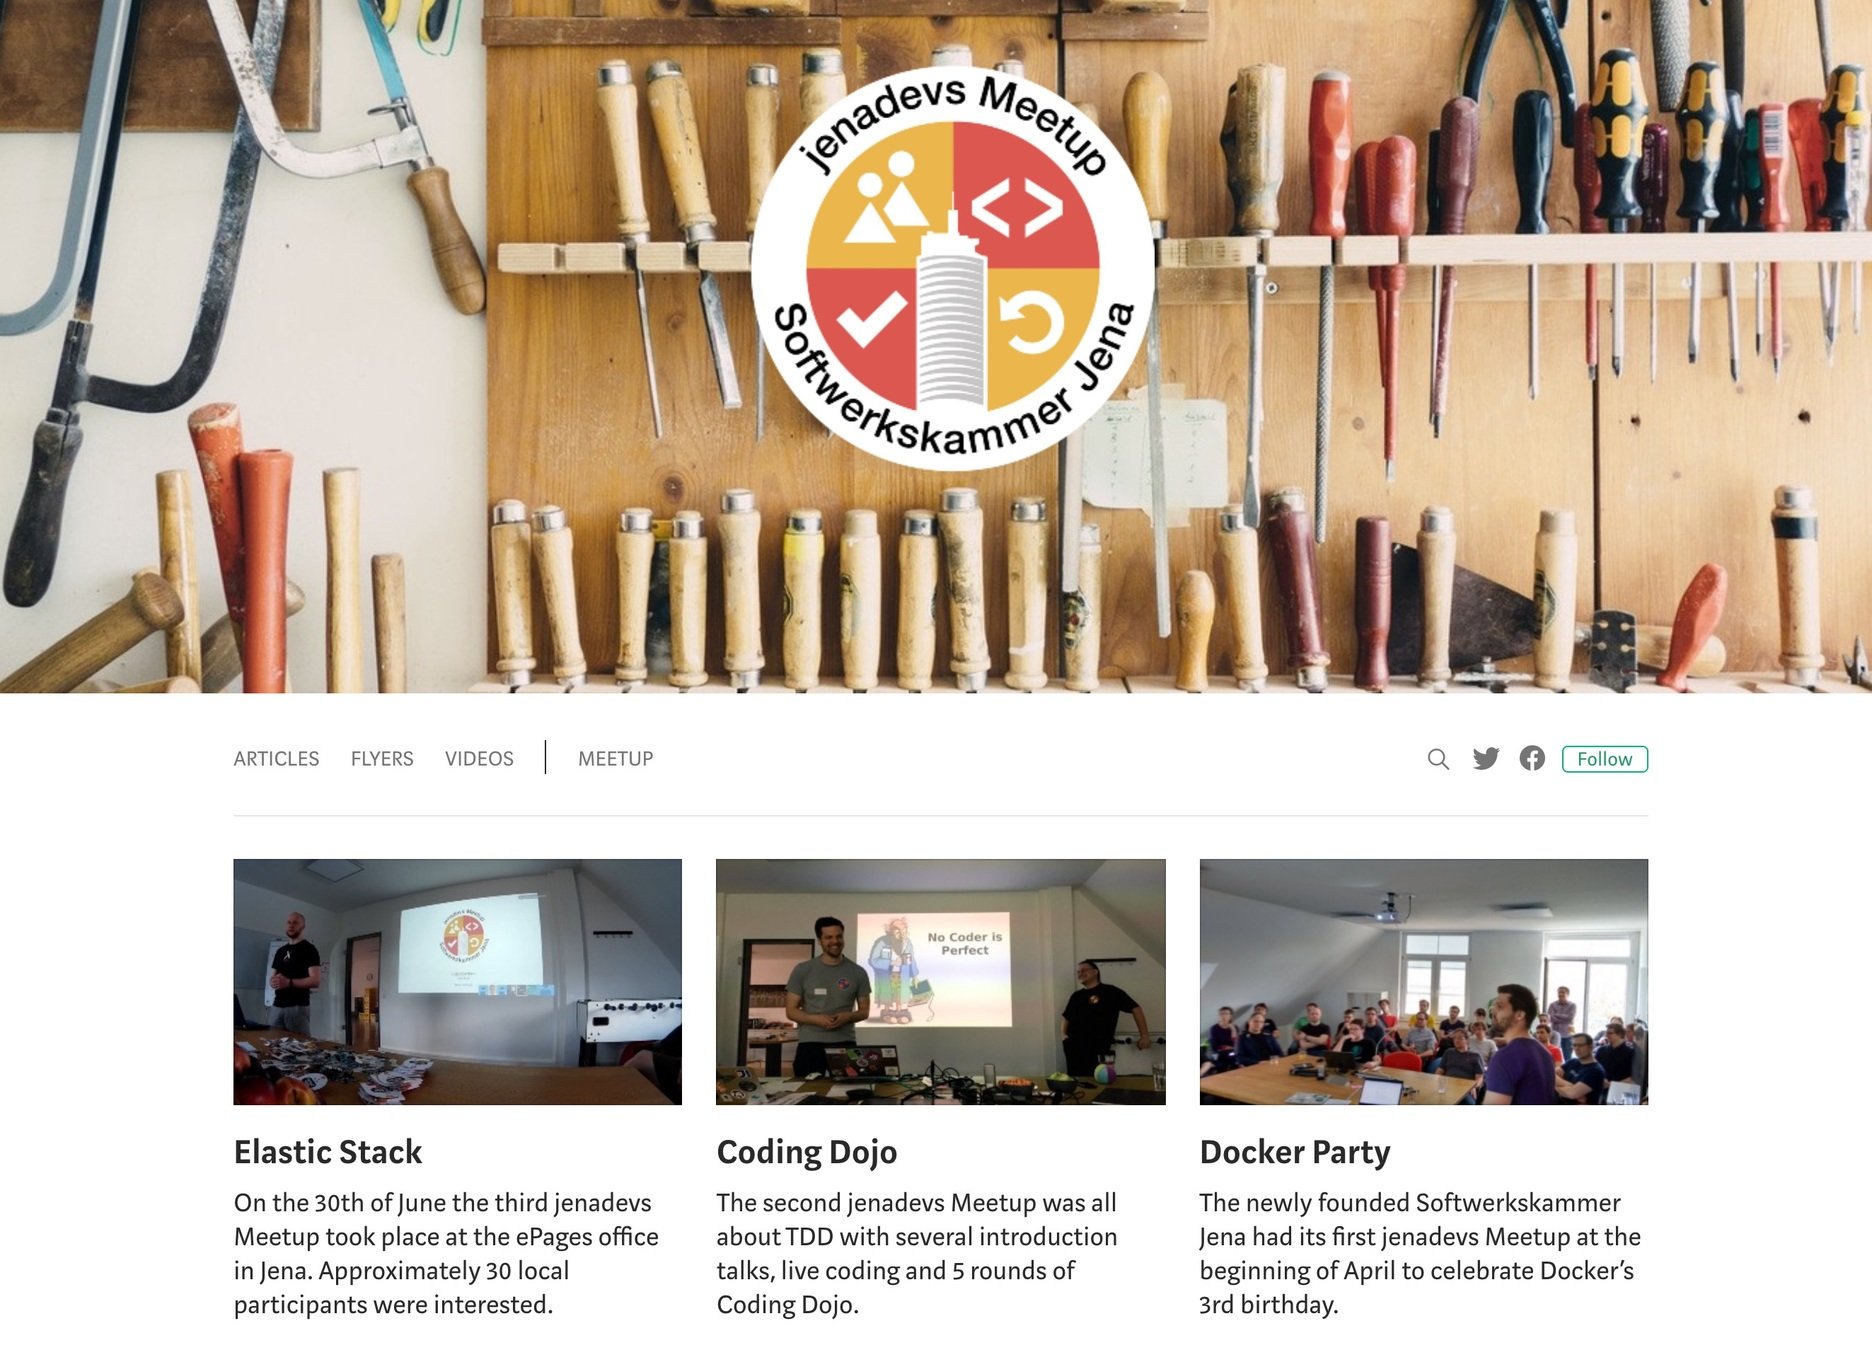 jenadevs Meetup
Softwerkskammer Jena
ARTICLES FLYERS VIDEOS MEETUP
Follow
jenadevs Meetup
Softwerkskammer Jena
No Coder is
Perfect
Elastic Stack
On the 30th of June the third jenadevs
Meetup took place at the ePages office
in Jena. Approximately 30 local
participants were interested.
Coding Dojo
The second jenadevs Meetup was all
about TDD with several introduction
talks, live coding and 5 rounds of
Coding Dojo.
Docker Party
The newly founded Softwerkskammer
Jena had its first jenadevs Meetup at the
beginning of April to celebrate Docker's
3rd birthday.